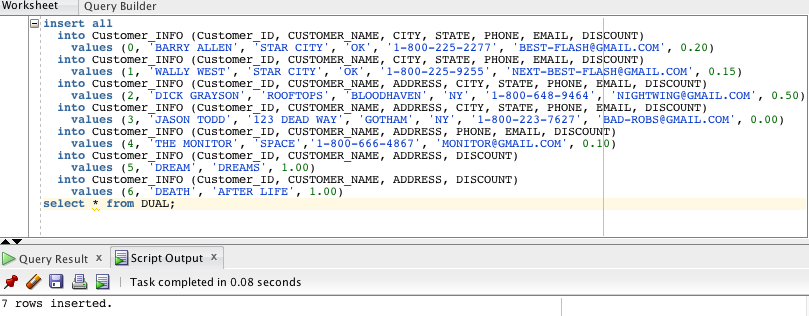 Worksheet Query Builder
insert all
into Customer_INFO (Customer_ID, CUSTOMER_NAME, CITY, STATE, PHONE, EMAIL, DISCOUNT)
values (0, 'BARRY ALLEN', 'STAR CITY', 'OK', '1-800-225-2277', 'BEST-FLASH@GMAIL.COM', 0.20)
into Customer_INFO (Customer_ID, CUSTOMER_NAME, CITY, STATE, PHONE, EMAIL, DISCOUNT)
values (1, 'WALLY WEST', 'STAR CITY', 'OK', '1-800-225-9255', 'NEXT-BEST-FLASH@GMAIL.COM', 0.15)
into Customer_INFO (Customer_ID, CUSTOMER_NAME, ADDRESS, CITY, STATE, PHONE, EMAIL, DISCOUNT)
values (2, 'DICK GRAYSON', 'ROOFTOPS', 'BLOODHAVEN', 'NY', '1-800-648-9464', 'NIGHTWING@GMAIL.COM', 0.50)
into Customer_INFO (Customer_ID, CUSTOMER_NAME, ADDRESS, CITY, STATE, PHONE, EMAIL, DISCOUNT)
values (3, 'JASON TODD', '123 DEAD WAY', 'GOTHAM', 'NY', '1-800-223-7627', 'BAD-ROBS@GMAIL.COM', 0.00)
into Customer_INFO (Customer_ID, CUSTOMER_NAME, ADDRESS, PHONE, EMAIL, DISCOUNT)
values (4, 'THE MONITOR', 'SPACE','1-800-666-4867', 'MONITOR@GMAIL.COM', 0.10)
into Customer_INFO (Customer_ID, CUSTOMER_NAME, ADDRESS, DISCOUNT)
values (5, 'DREAM', 'DREAMS', 1.00)
into Customer_INFO (Customer_ID, CUSTOMER_NAME, ADDRESS, DISCOUNT)
values (6, 'DEATH', 'AFTER LIFE', 1.00)
select * from DUAL;
Query Result x Script Output x
Task completed in 0.08 seconds
7 rows inserted.